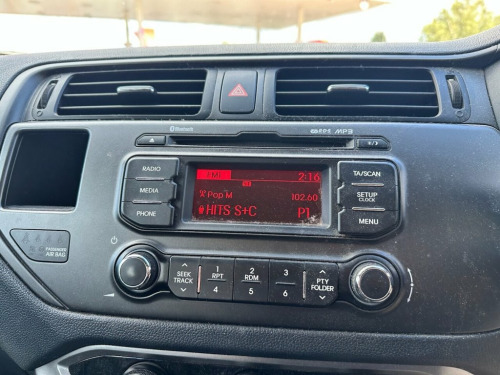 Bluetooth
MP3
RADIO
MEDIA
PHONE
2:16
Pop M
102.60
#HITS S+C
P1
TA/SCAN
SETUP
CLOCK
MENU
PASSENGER
AIR BAG
SEEK
TRACK
1
RPT
4
2
RDM
5
3
6
PTY
FOLDER